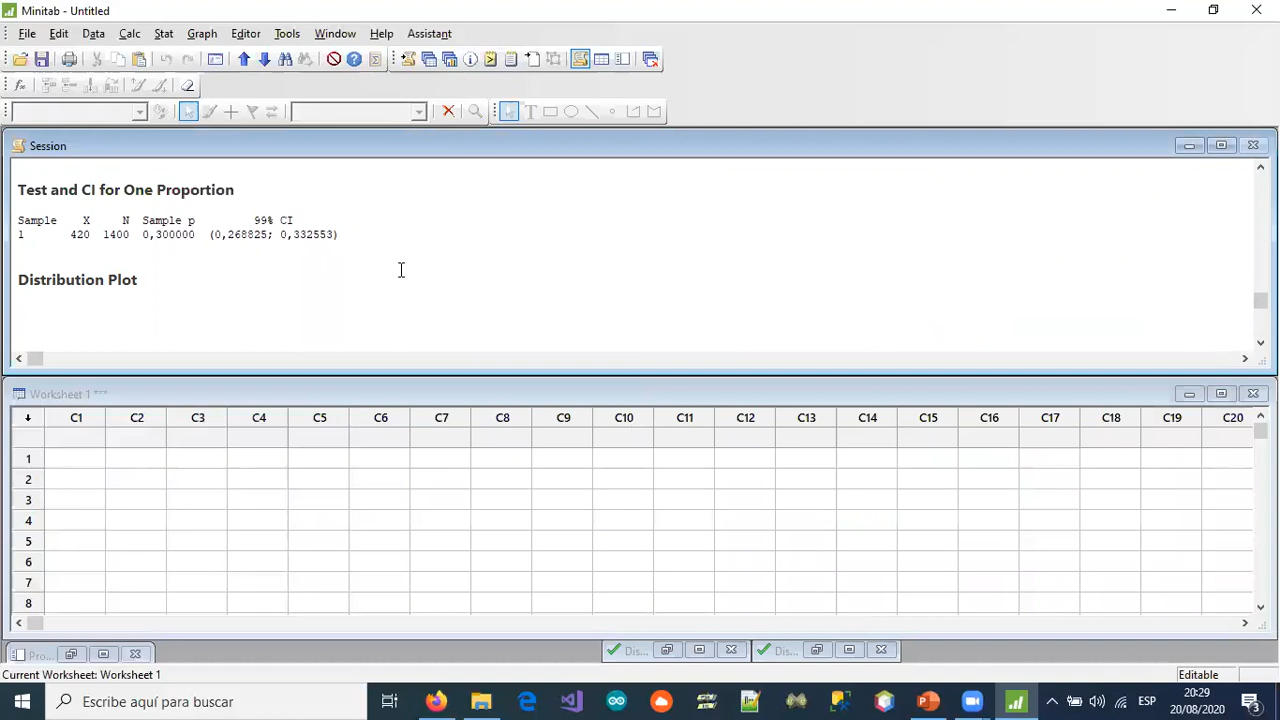 Minitab - Untitled
File Edit Data Calc Stat Graph Editor Tools Window Help Assistant
Session
Test and CI for One Proportion
Sample X N Sample p 99% CI
1 420 1400 0,300000 (0,268825; 0,332553)
Distribution Plot
Worksheet 1 ***
C1 C2 C3 C4 C5 C6 C7 C8 C9 C10 C11 C12 C13 C14 C15 C16 C17 C18 C19 C20
1
2
3
4
5
6
7
8
Pro... Dis... Dis...
Current Worksheet: Worksheet 1 Editable
Escribe aquí para buscar ESP 20:29
20/08/2020 3